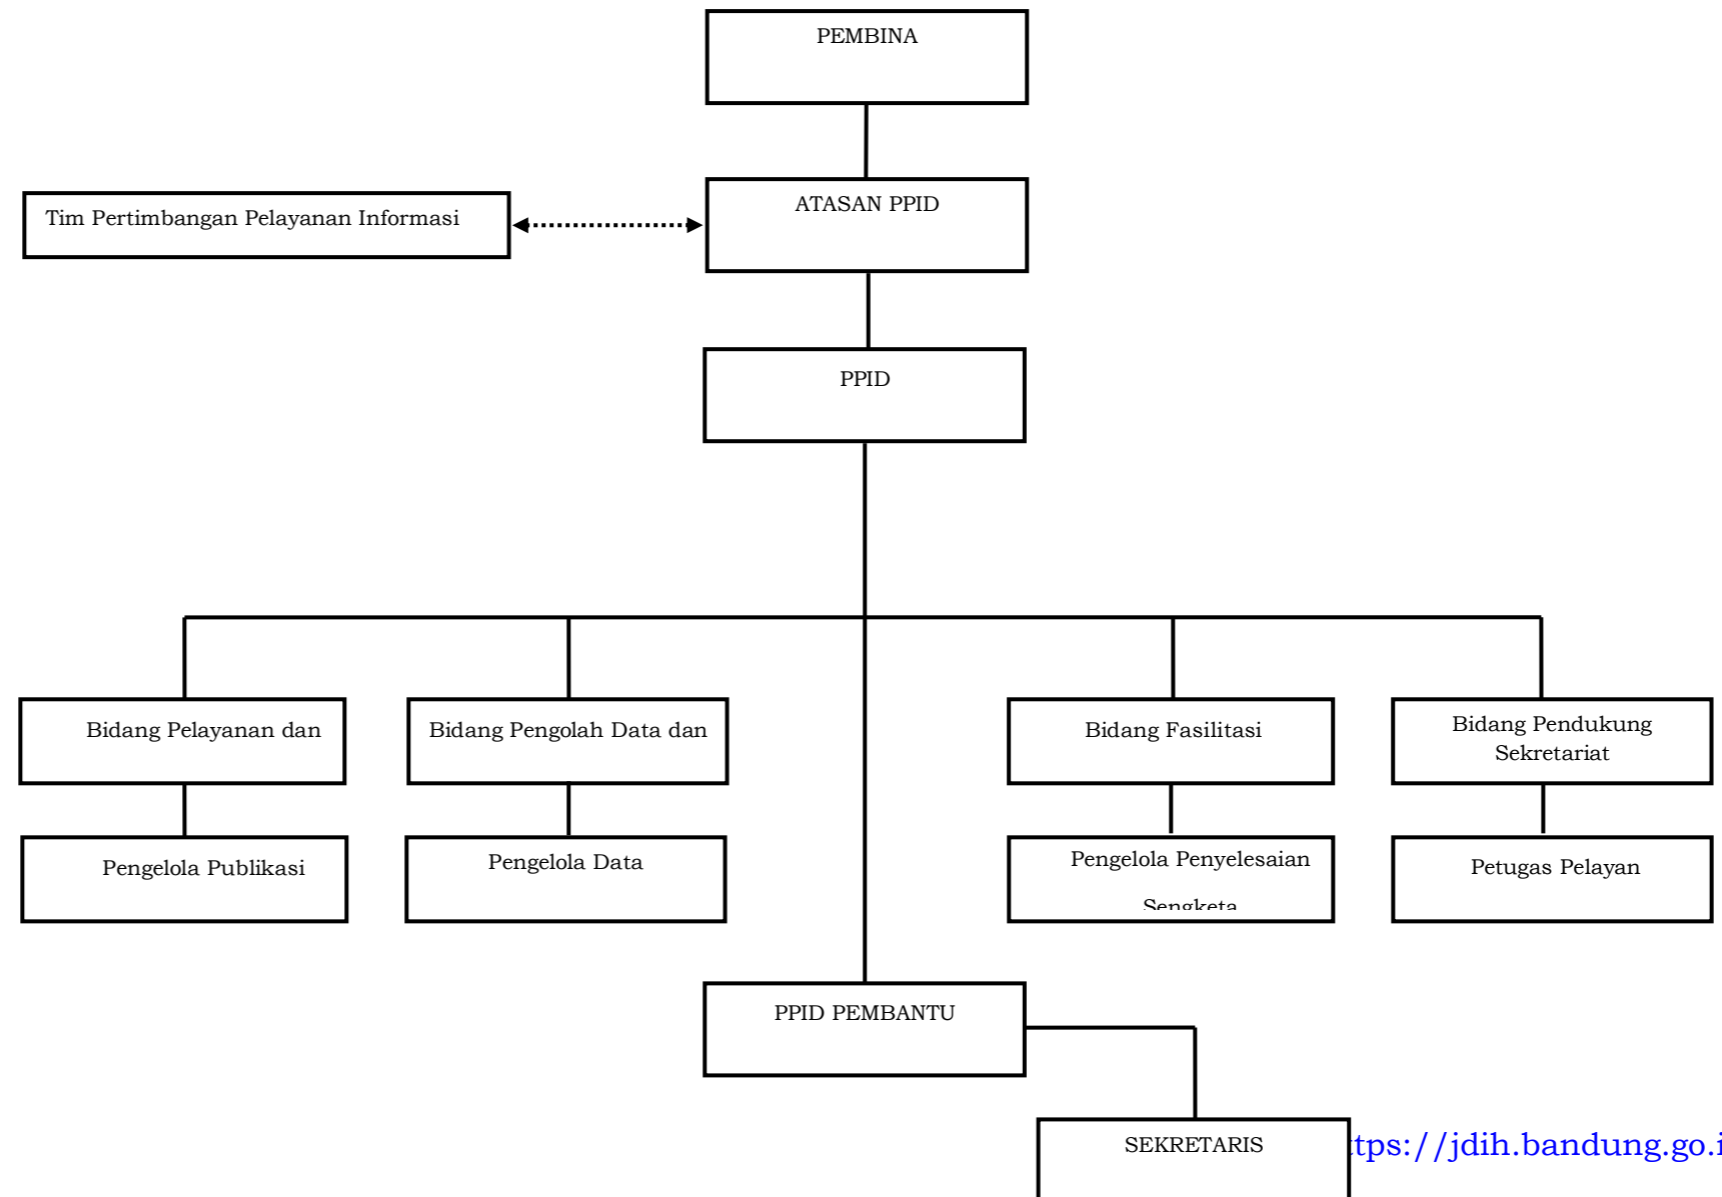 PEMBINA
ATASAN PPID
Tim Pertimbangan Pelayanan Informasi
PPID
Bidang Pelayanan dan
Bidang Pengolah Data dan
Bidang Fasilitasi
Bidang Pendukung
Sekretariat
Pengelola Publikasi
Pengelola Data
Pengelola Penyelesaian
Sengketa
Petugas Pelayan
PPID PEMBANTU
SEKRETARIS
tps://jdih.bandung.go.i